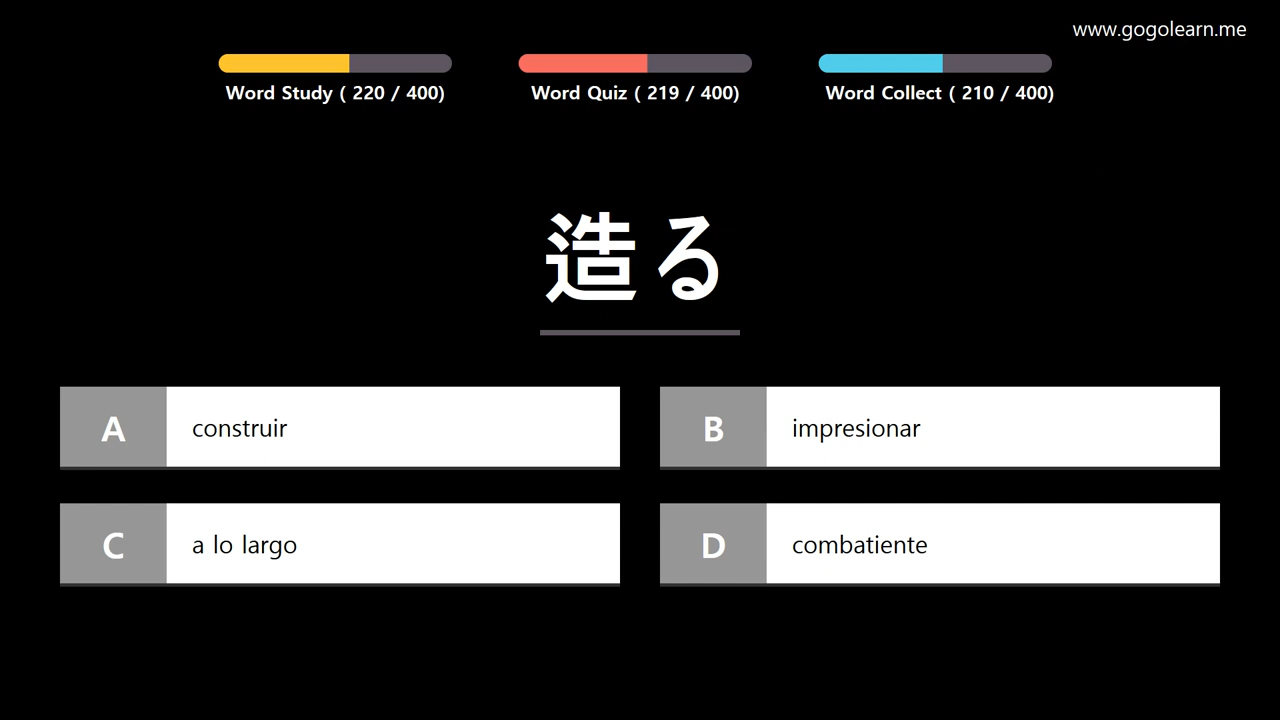 www.gogolearn.me
Word Study ( 220 / 400)
Word Quiz ( 219 / 400)
Word Collect ( 210 / 400)
造る
A construir
B impresionar
C a lo largo
D combatiente